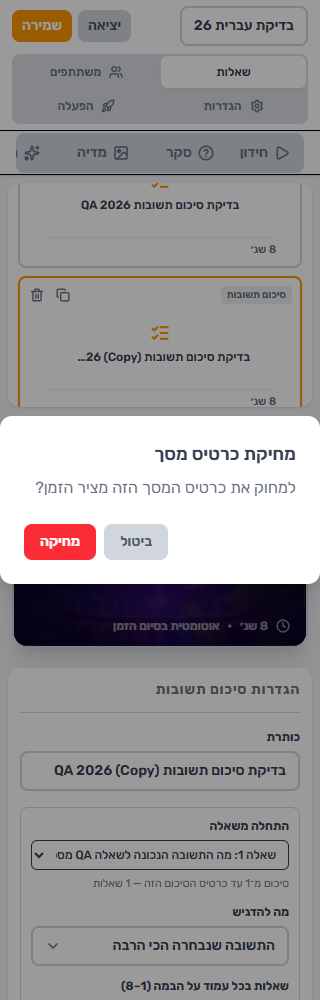 בדיקת עברית 26
יציאה
שמירה
שאלות
משתתפים
הגדרות
הפעלה
חידון
סקר
מדיה
בדיקת סיכום תשובות QA 2026
8 שנ׳
סיכום תשובות
בדיקת סיכום תשובות (Copy) 26...
8 שנ׳
מחיקת כרטיס מסך
למחוק את כרטיס המסך הזה מציר הזמן?
ביטול
מחיקה
8 שנ׳ • אוטומטית בסיום הזמן
הגדרות סיכום תשובות
כותרת
בדיקת סיכום תשובות QA 2026 (Copy)
התחלה משאלה
שאלה 1: מה התשובה הנכונה לשאלה QA מס
סיכום מ־1 עד כרטיס הסיכום הזה — 1 שאלות
מה להדגיש
התשובה שנבחרה הכי הרבה
שאלות בכל עמוד על הבמה (1–8)